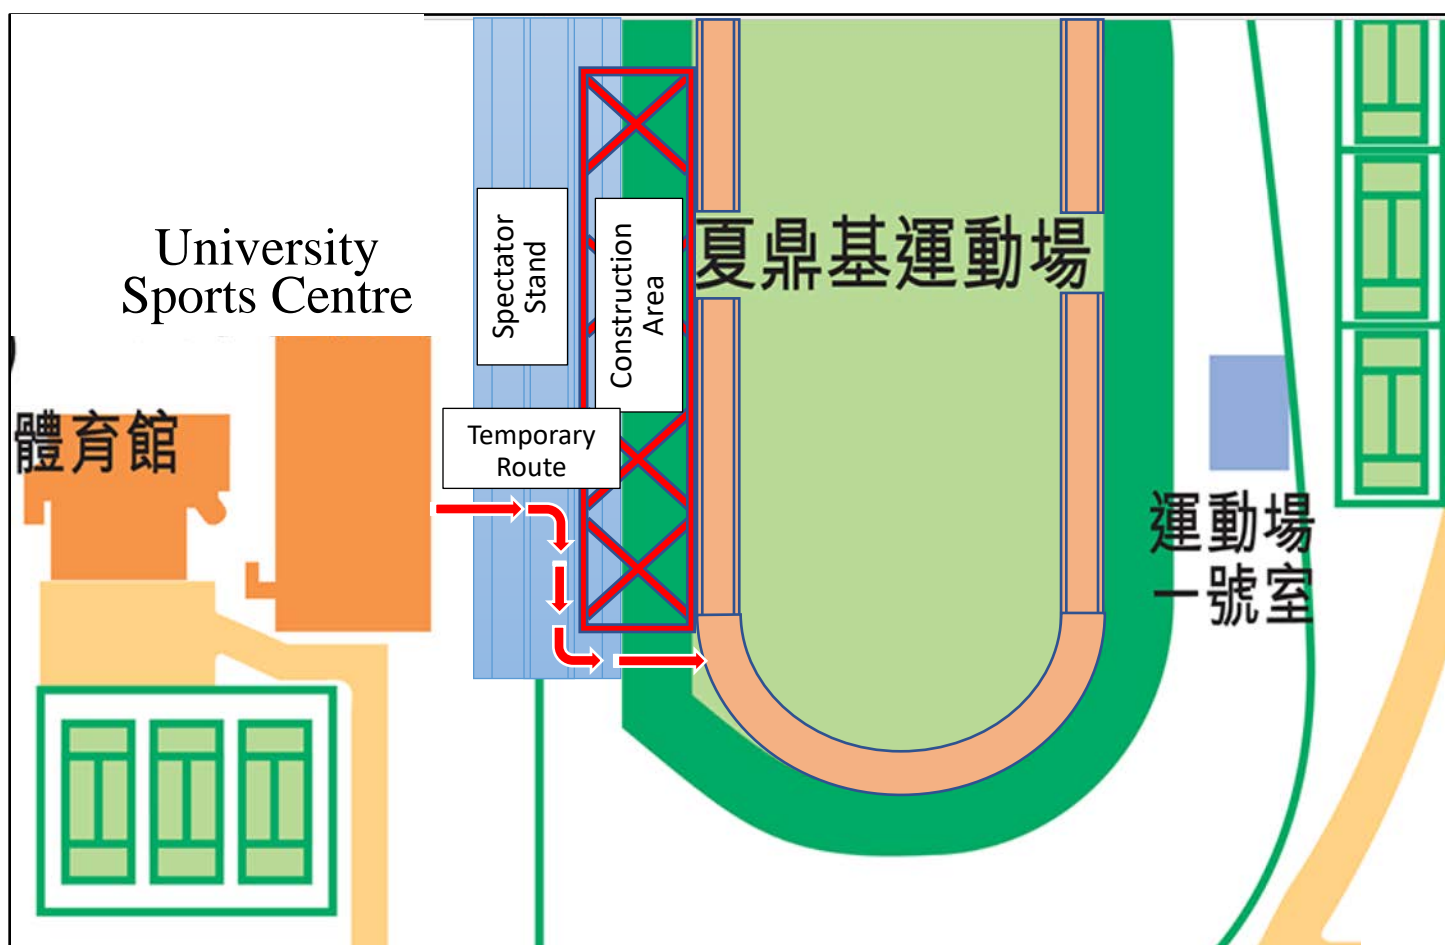 University
Sports Centre
體育館
Spectator
Stand
Construction
Area
夏鼎基運動場
Temporary
Route
運動場
一號室